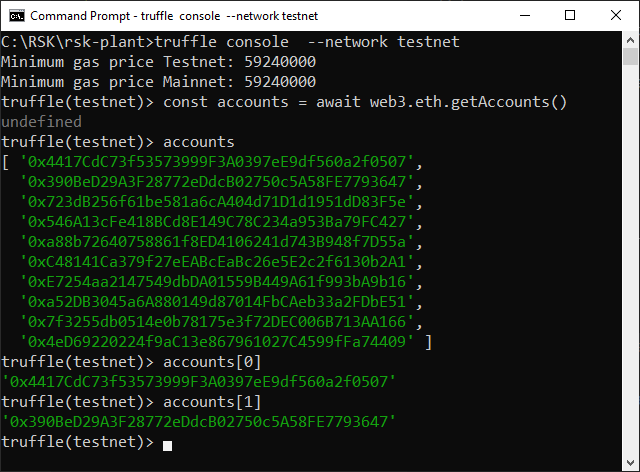 Command Prompt - truffle  console  --network testnet
C:\RSK\rsk-plant>truffle console  --network testnet
Minimum gas price Testnet: 59240000
Minimum gas price Mainnet: 59240000
truffle(testnet)> const accounts = await web3.eth.getAccounts()
undefined
truffle(testnet)> accounts
[ '0x4417CdC73f53573999F3A0397eE9df560a2f0507',
  '0x390BeD29A3F28772eDdcB02750c5A58FE7793647',
  '0x723dB256f61be581a6cA404d71D1d1951dD83F5e',
  '0x546A13cFe418BCd8E149C78C234a953Ba79FC427',
  '0xa88b72640758861f8ED4106241d743B948f7D55a',
  '0xC48141Ca379f27eEABcEaBc26e5E2c2f6130b2A1',
  '0xE7254aa2147549dbDA01559B449A61f993bA9b16',
  '0xa52DB3045a6A880149d87014FbCAeb33a2FDbE51',
  '0x7f3255db0514e0b78175e3f72DEC006B713AA166',
  '0x4eD69220224f9aC13e867961027C4599fFa74409' ]
truffle(testnet)> accounts[0]
'0x4417CdC73f53573999F3A0397eE9df560a2f0507'
truffle(testnet)> accounts[1]
'0x390BeD29A3F28772eDdcB02750c5A58FE7793647'
truffle(testnet)>